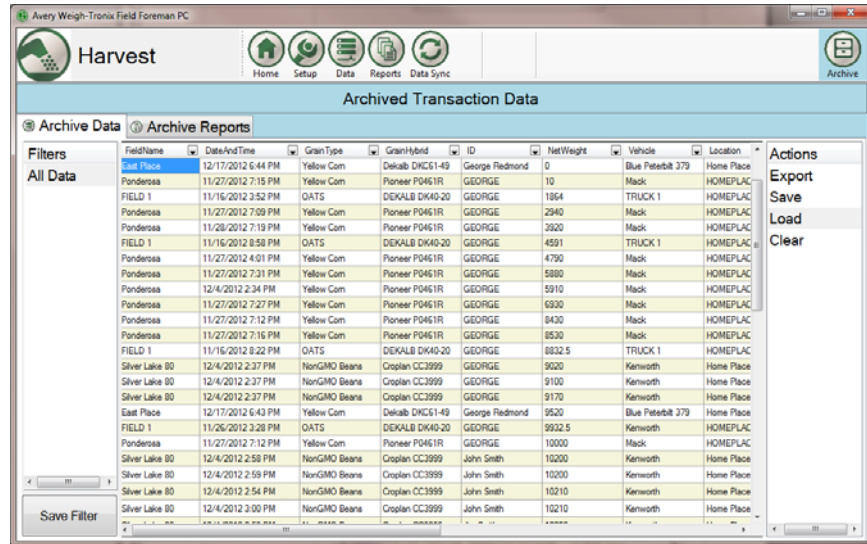 Avery Weigh-Tronix Field Foreman PC
Harvest
Home Setup Data Reports Data Sync Archive
Archived Transaction Data
Archive Data Archive Reports
Filters
All Data
FieldName DateAndTime GrainType GrainHybrid ID NetWeight Vehicle Location
East Place 12/17/2012 6:44 PM Yellow Corn Dekalb DKC61-49 George Redmond 0 Blue Peterbilt 379 Home Place
Ponderosa 11/27/2012 7:15 PM Yellow Corn Pioneer P0461R GEORGE 10 Mack HOMEPLAC
FIELD 1 11/16/2012 3:52 PM OATS DEKALB DK40-20 GEORGE 1864 TRUCK 1 HOMEPLAC
Ponderosa 11/27/2012 7:09 PM Yellow Corn Pioneer P0461R GEORGE 2940 Mack HOMEPLAC
Ponderosa 11/28/2012 7:19 PM Yellow Corn Pioneer P0461R GEORGE 3920 Mack HOMEPLAC
FIELD 1 11/16/2012 8:58 PM OATS DEKALB DK40-20 GEORGE 4591 TRUCK 1 HOMEPLAC
Ponderosa 11/27/2012 4:01 PM Yellow Corn Pioneer P0461R GEORGE 4790 Mack HOMEPLAC
Ponderosa 11/27/2012 7:31 PM Yellow Corn Pioneer P0461R GEORGE 5880 Mack HOMEPLAC
Ponderosa 12/4/2012 2:34 PM Yellow Corn Pioneer P0461R GEORGE 5910 Mack HOMEPLAC
Ponderosa 11/27/2012 7:27 PM Yellow Corn Pioneer P0461R GEORGE 6930 Mack HOMEPLAC
Ponderosa 11/27/2012 7:12 PM Yellow Corn Pioneer P0461R GEORGE 8430 Mack HOMEPLAC
Ponderosa 11/27/2012 7:16 PM Yellow Corn Pioneer P0461R GEORGE 8530 Mack HOMEPLAC
FIELD 1 11/16/2012 8:22 PM OATS DEKALB DK40-20 GEORGE 8832.5 TRUCK 1 HOMEPLAC
Silver Lake 80 12/4/2012 2:37 PM NonGMO Beans Croplan CC3999 GEORGE 9020 Kenworth Home Place
Silver Lake 80 12/4/2012 2:37 PM NonGMO Beans Croplan CC3999 GEORGE 9100 Kenworth Home Place
Silver Lake 80 12/4/2012 2:37 PM NonGMO Beans Croplan CC3999 GEORGE 9170 Kenworth Home Place
East Place 12/17/2012 6:43 PM Yellow Corn Dekalb DKC61-49 George Redmond 9520 Blue Peterbilt 379 Home Place
FIELD 1 11/26/2012 3:28 PM OATS DEKALB DK40-20 GEORGE 9932.5 Kenworth HOMEPLAC
Ponderosa 11/27/2012 7:12 PM Yellow Corn Pioneer P0461R GEORGE 10000 Mack HOMEPLAC
Silver Lake 80 12/4/2012 2:58 PM NonGMO Beans Croplan CC3999 John Smith 10200 Kenworth Home Place
Silver Lake 80 12/4/2012 2:59 PM NonGMO Beans Croplan CC3999 John Smith 10200 Kenworth Home Place
Silver Lake 80 12/4/2012 2:54 PM NonGMO Beans Croplan CC3999 John Smith 10210 Kenworth Home Place
Silver Lake 80 12/4/2012 3:00 PM NonGMO Beans Croplan CC3999 John Smith 10210 Kenworth Home Place
Save Filter
Actions
Export
Save
Load
Clear